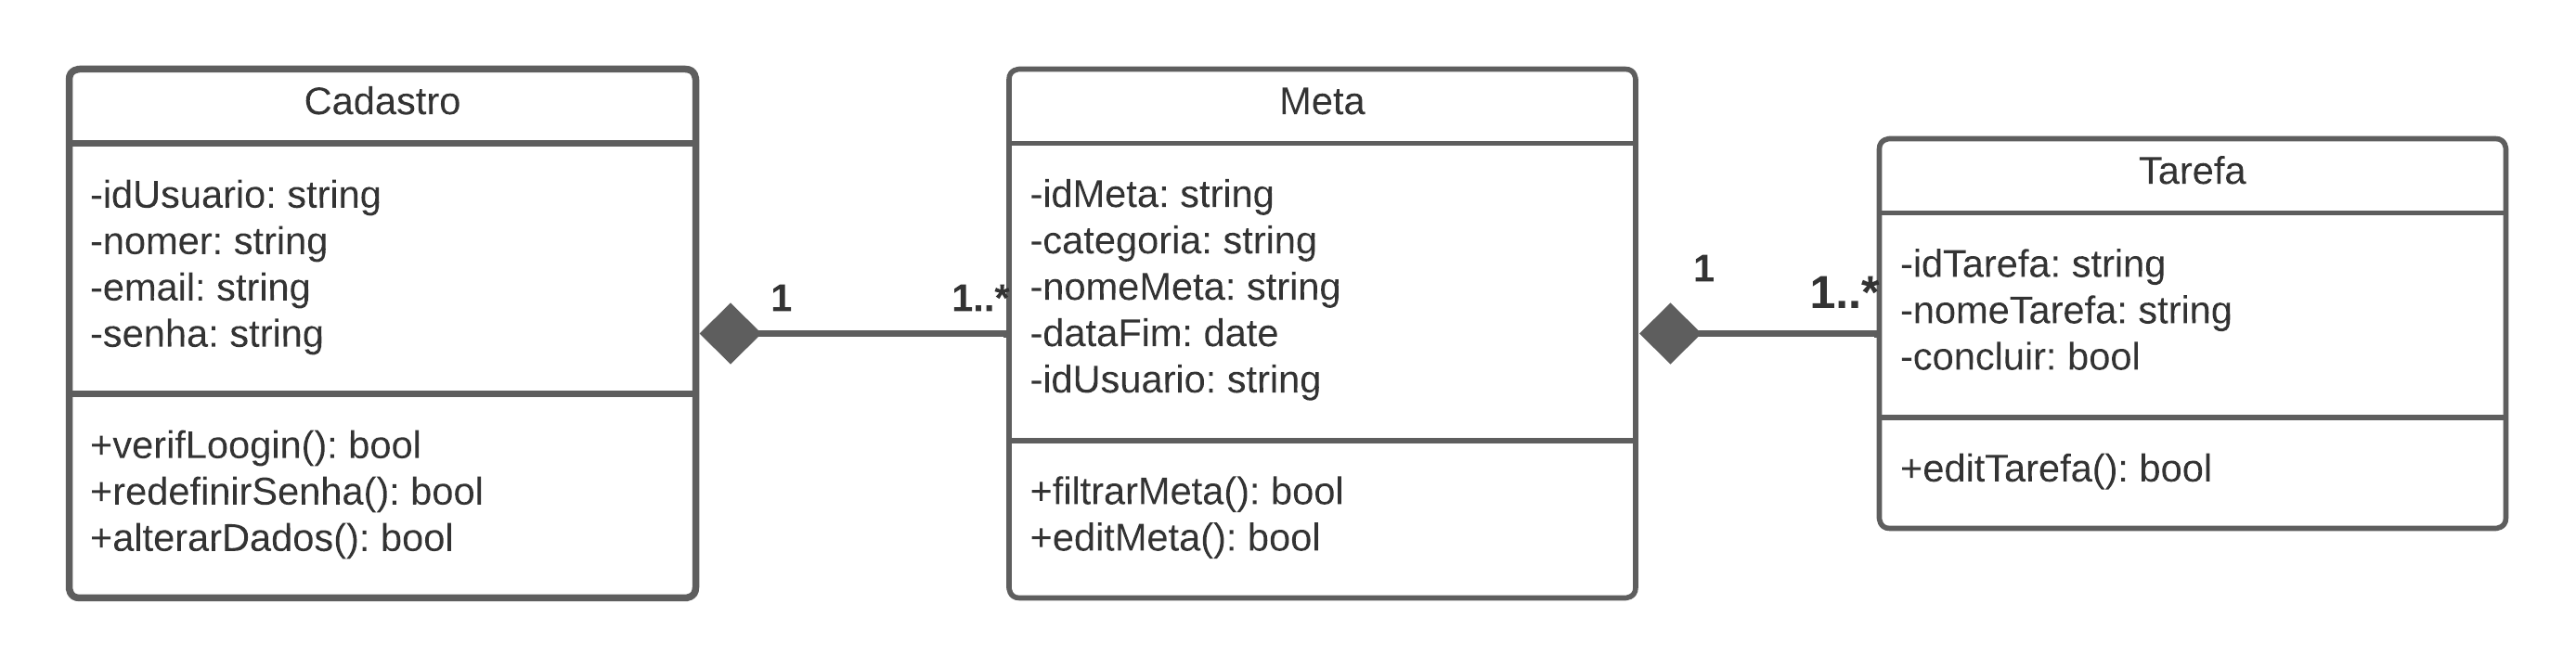 Cadastro
-idUsuario: string
-nomer: string
-email: string
-senha: string
+verifLoogin(): bool
+redefinirSenha(): bool
+alterarDados(): bool
1
1..*
Meta
-idMeta: string
-categoria: string
-nomeMeta: string
-dataFim: date
-idUsuario: string
+filtrarMeta(): bool
+editMeta(): bool
1
1..*
Tarefa
-idTarefa: string
-nomeTarefa: string
-concluir: bool
+editTarefa(): bool